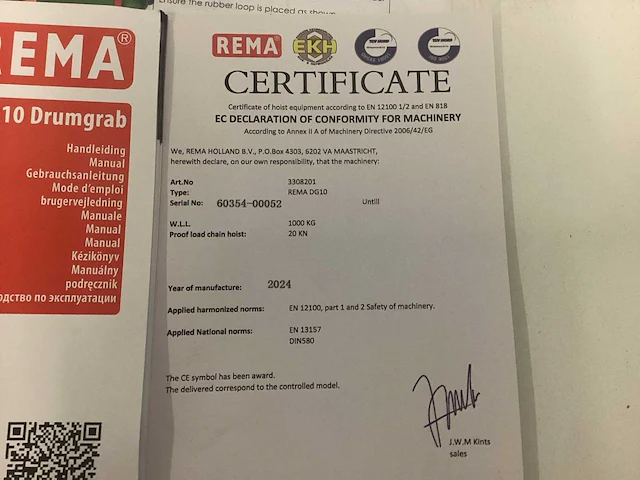 Ensure the rubber loop is placed as shown
REMA®
10 Drumgrab
Handleiding
Manual
Gebrauchsanleitung
Mode d'emploi
brugervejledning
Manuale
Manual
Manual
Kézikönyv
Manuálny
podręcznik
одство по эксплуатации
REMA®
EKH
CERTIFICATE
Certificate of hoist equipment according to EN 12100 1/2 and EN 818
EC DECLARATION OF CONFORMITY FOR MACHINERY
According to Annex II A of Machinery Directive 2006/42/EG
We, REMA HOLLAND B.V., P.O.Box 4303, 6202 VA MAASTRICHT,
herewith declare, on our own responsibility, that the machinery:
Art.No 3308201
Type: REMA DG10
Serial No: 60354-00052 Untill
W.L.L. 1000 KG
Proof load chain hoist: 20 KN
Year of manufacture: 2024
Applied harmonized norms: EN 12100, part 1 and 2 Safety of machinery.
Applied National norms: EN 13157
DIN580
The CE symbol has been award.
The delivered correspond to the controlled model.
J.W.M Kints
sales